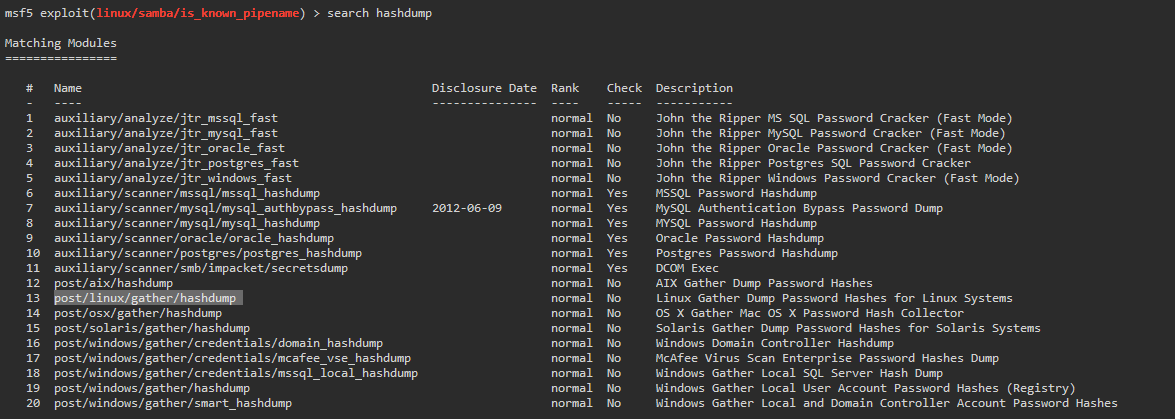 msf5 exploit(linux/samba/is_known_pipename) > search hashdump
Matching Modules
================
#   Name                                                 Disclosure Date  Rank    Check  Description
-   ----                                                 ---------------  ----    -----  -----------
1   auxiliary/analyze/jtr_mssql_fast                                      normal  No     John the Ripper MS SQL Password Cracker (Fast Mode)
2   auxiliary/analyze/jtr_mysql_fast                                      normal  No     John the Ripper MySQL Password Cracker (Fast Mode)
3   auxiliary/analyze/jtr_oracle_fast                                     normal  No     John the Ripper Oracle Password Cracker (Fast Mode)
4   auxiliary/analyze/jtr_postgres_fast                                   normal  No     John the Ripper Postgres SQL Password Cracker
5   auxiliary/analyze/jtr_windows_fast                                    normal  No     John the Ripper Windows Password Cracker (Fast Mode)
6   auxiliary/scanner/mssql/mssql_hashdump                                normal  Yes    MSSQL Password Hashdump
7   auxiliary/scanner/mysql/mysql_authbypass_hashdump    2012-06-09       normal  Yes    MySQL Authentication Bypass Password Dump
8   auxiliary/scanner/mysql/mysql_hashdump                                normal  Yes    MYSQL Password Hashdump
9   auxiliary/scanner/oracle/oracle_hashdump                              normal  Yes    Oracle Password Hashdump
10  auxiliary/scanner/postgres/postgres_hashdump                          normal  Yes    Postgres Password Hashdump
11  auxiliary/scanner/smb/impacket/secretsdump                            normal  Yes    DCOM Exec
12  post/aix/hashdump                                                     normal  No     AIX Gather Dump Password Hashes
13  post/linux/gather/hashdump                                            normal  No     Linux Gather Dump Password Hashes for Linux Systems
14  post/osx/gather/hashdump                                              normal  No     OS X Gather Mac OS X Password Hash Collector
15  post/solaris/gather/hashdump                                          normal  No     Solaris Gather Dump Password Hashes for Solaris Systems
16  post/windows/gather/credentials/domain_hashdump                       normal  No     Windows Domain Controller Hashdump
17  post/windows/gather/credentials/mcafee_vse_hashdump                   normal  No     McAfee Virus Scan Enterprise Password Hashes Dump
18  post/windows/gather/credentials/mssql_local_hashdump                  normal  No     Windows Gather Local SQL Server Hash Dump
19  post/windows/gather/hashdump                                          normal  No     Windows Gather Local User Account Password Hashes (Registry)
20  post/windows/gather/smart_hashdump                                    normal  No     Windows Gather Local and Domain Controller Account Password Hashes